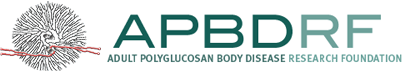 APBDRF
ADULT POLYGLUCOSAN BODY DISEASE RESEARCH FOUNDATION